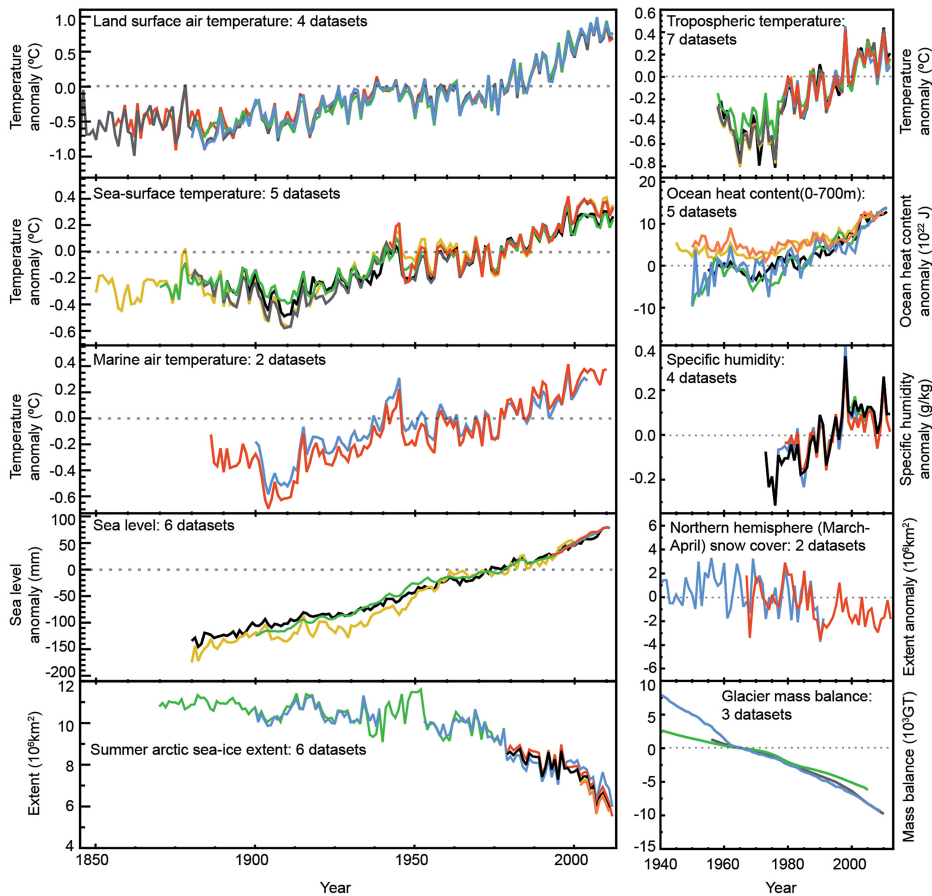 Land surface air temperature: 4 datasets
1.0
0.5
0.0
-0.5
-1.0
Temperature
anomaly (ºC)
Sea-surface temperature: 5 datasets
0.4
0.2
0.0
-0.2
-0.4
-0.6
Temperature
anomaly (ºC)
Marine air temperature: 2 datasets
0.4
0.2
0.0
-0.2
-0.4
-0.6
Temperature
anomaly (ºC)
Sea level: 6 datasets
100
50
0
-50
-100
-150
-200
Sea level
anomaly (mm)
12
10
8
6
4
Summer arctic sea-ice extent: 6 datasets
Extent (10⁶km²)
1850
1900
1950
2000
Year
Tropospheric temperature:
7 datasets
0.6
0.4
0.2
0.0
-0.2
-0.4
-0.6
-0.8
Temperature
anomaly (ºC)
Ocean heat content(0-700m):
5 datasets
20
10
0
-10
Ocean heat content
anomaly (10²² J)
Specific humidity:
4 datasets
0.4
0.2
0.0
-0.2
Specific humidity
anomaly (g/kg)
Northern hemisphere (March-
April) snow cover: 2 datasets
6
4
2
0
-2
-4
-6
Extent anomaly (10⁶km²)
Glacier mass balance:
3 datasets
10
5
0
-5
-10
-15
Mass balance (10³GT)
1940
1960
1980
2000
Year